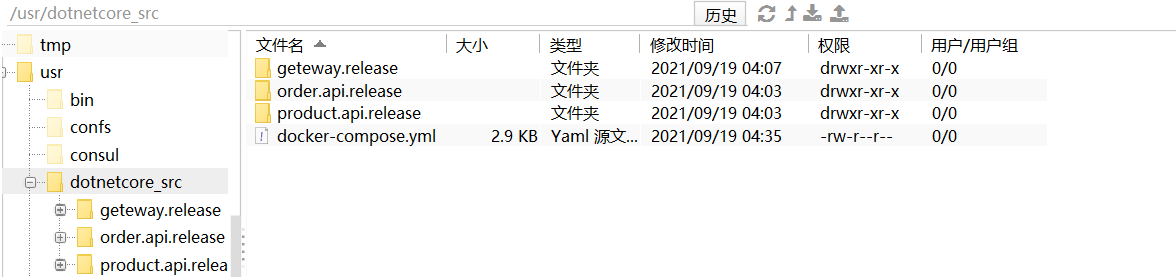 /usr/dotnetcore_src 历史
tmp
usr
bin
confs
consul
dotnetcore_src
geteway.release
order.api.release
product.api.relea
文件名 大小 类型 修改时间 权限 用户/用户组
geteway.release 文件夹 2021/09/19 04:07 drwxr-xr-x 0/0
order.api.release 文件夹 2021/09/19 04:03 drwxr-xr-x 0/0
product.api.release 文件夹 2021/09/19 04:03 drwxr-xr-x 0/0
docker-compose.yml 2.9 KB Yaml 源文... 2021/09/19 04:35 -rw-r--r-- 0/0